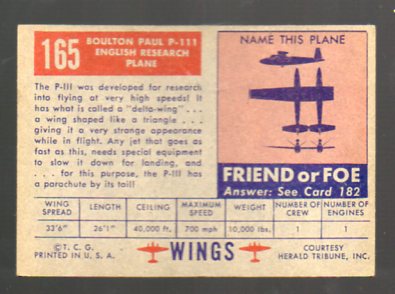 165
BOULTON PAUL P-111
ENGLISH RESEARCH
PLANE
The P-111 was developed for research
into flying at very high speeds! It
has what is called a "delta-wing" . . .
a wing shaped like a triangle . . .
giving it a very strange appearance
while in flight. Any jet that goes as
fast as this, needs special equipment
to slow it down for landing, and
. . . for this purpose, the P-111 has
a parachute by its tail!
NAME THIS PLANE
FRIEND or FOE
Answer: See Card 182
WING SPREAD LENGTH CEILING MAXIMUM SPEED WEIGHT NUMBER OF CREW NUMBER OF ENGINES
33'6" 26'1" 40,000 ft. 700 mph 10,000 lbs. 1 1
© T. C. G.
PRINTED IN U. S. A.
WINGS
COURTESY
HERALD TRIBUNE, INC.